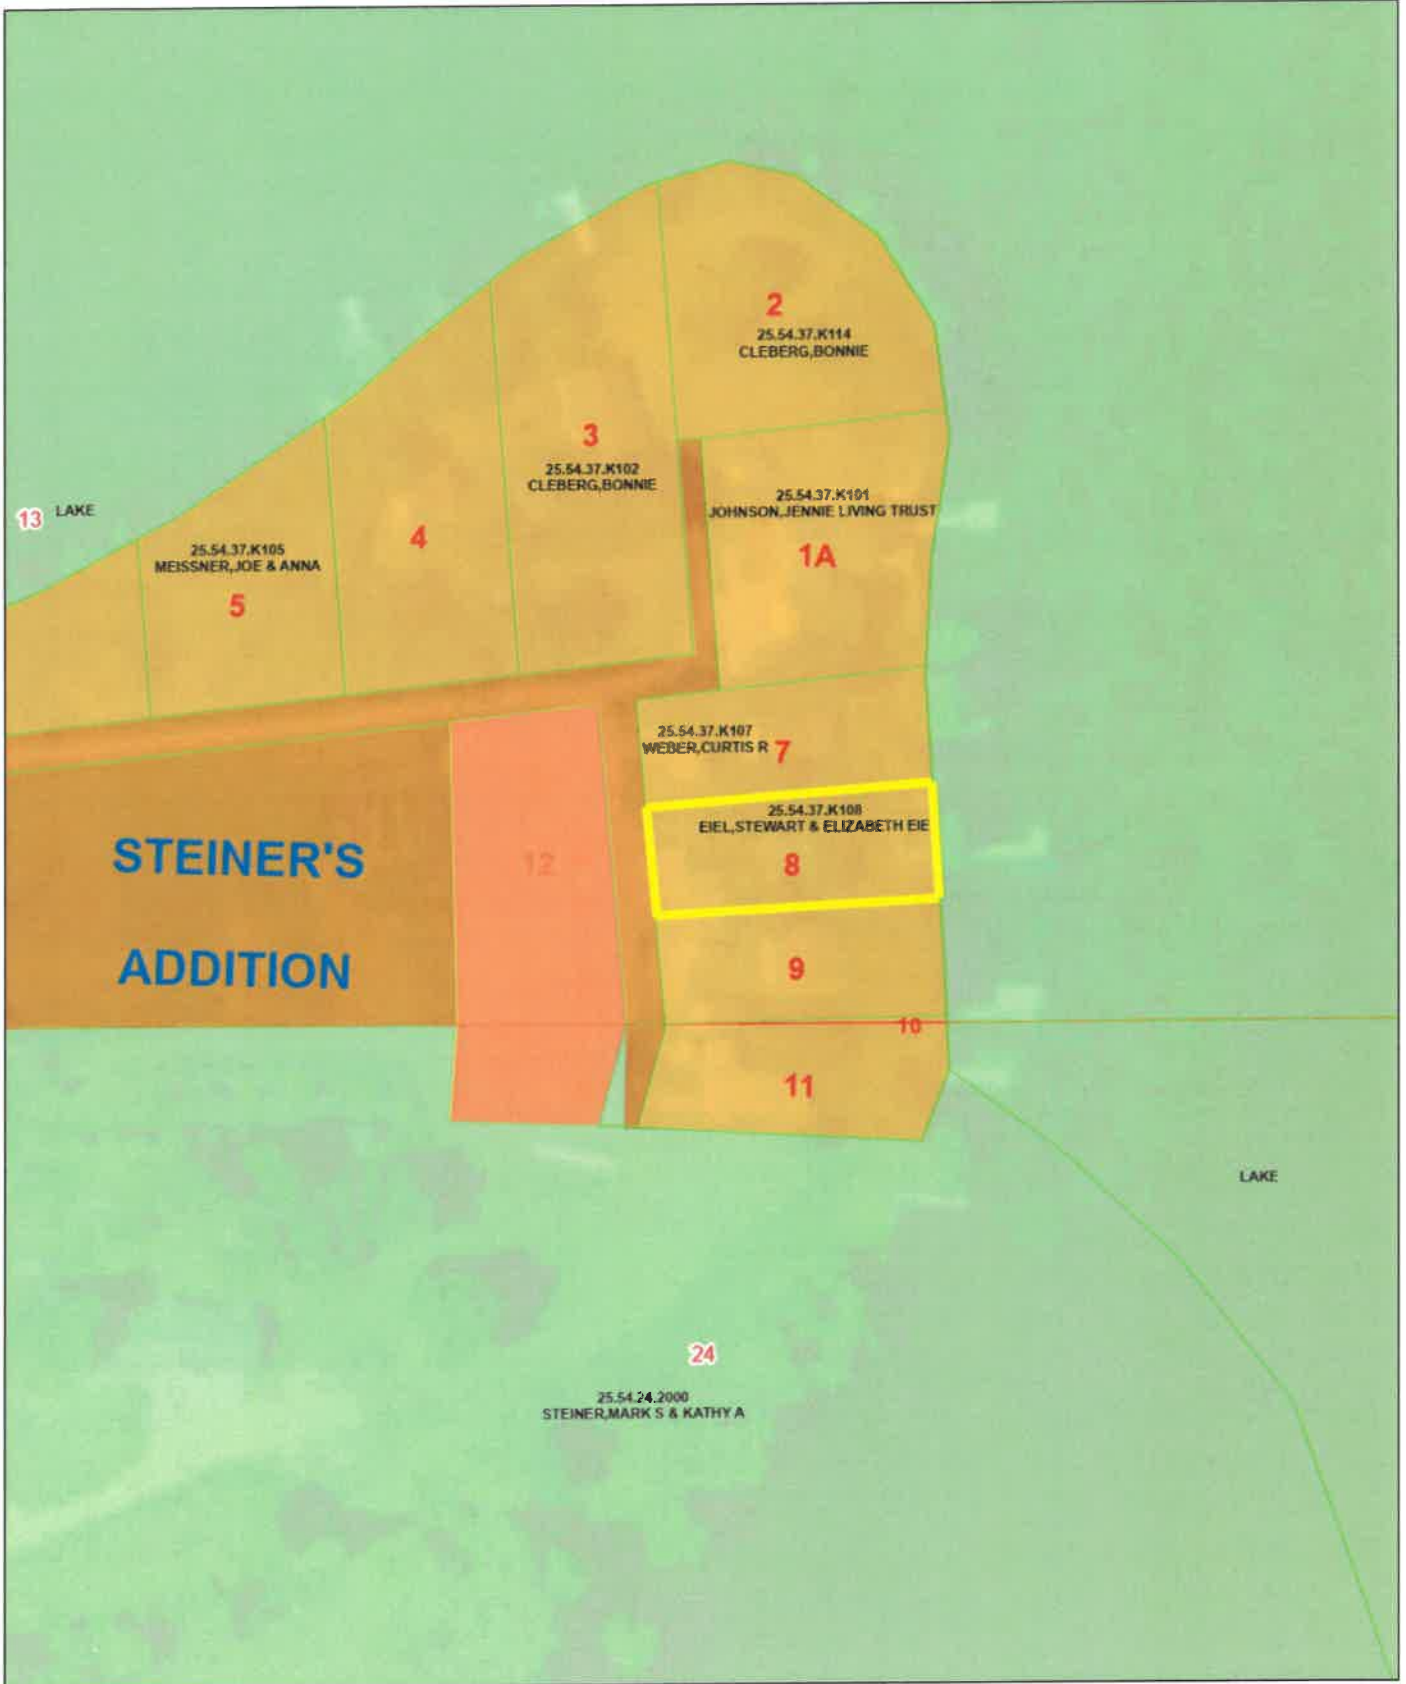 2
25.54.37.K114
CLEBERG,BONNIE
3
25.54.37.K102
CLEBERG,BONNIE
25.54.37.K101
JOHNSON,JENNIE LIVING TRUST
1A
13 LAKE
4
25.54.37.K105
MEISSNER,JOE & ANNA
5
25.54.37.K107
WEBER,CURTIS R 7
25.54.37.K108
EIEL,STEWART & ELIZABETH EIE
8
12
STEINER'S
ADDITION
9
10
11
LAKE
24
25.54.24.2000
STEINER,MARK S & KATHY A